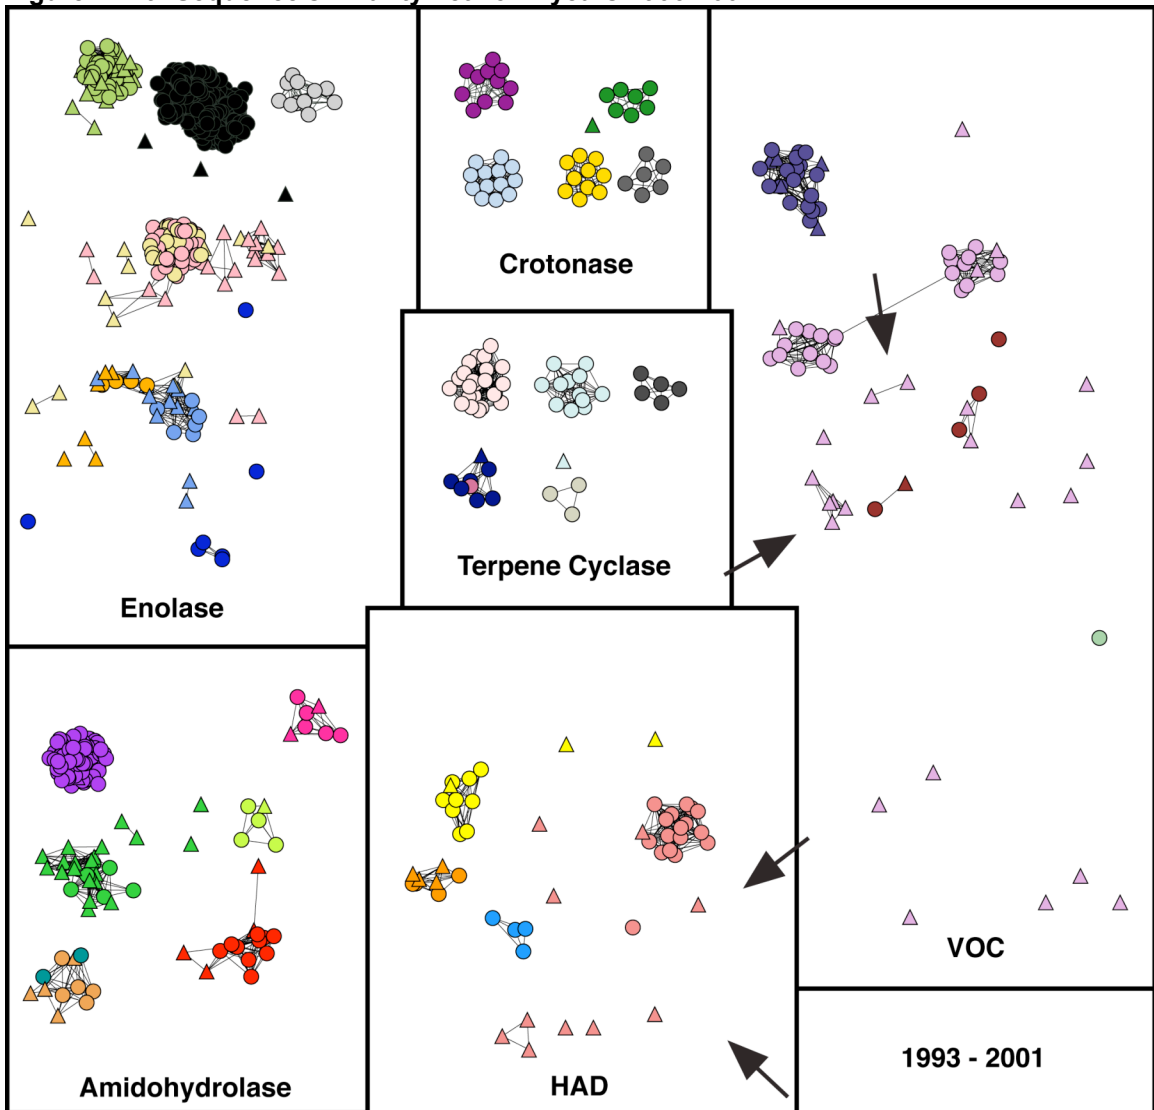 Crotonase
Terpene Cyclase
Enolase
VOC
Amidohydrolase
HAD
1993 - 2001